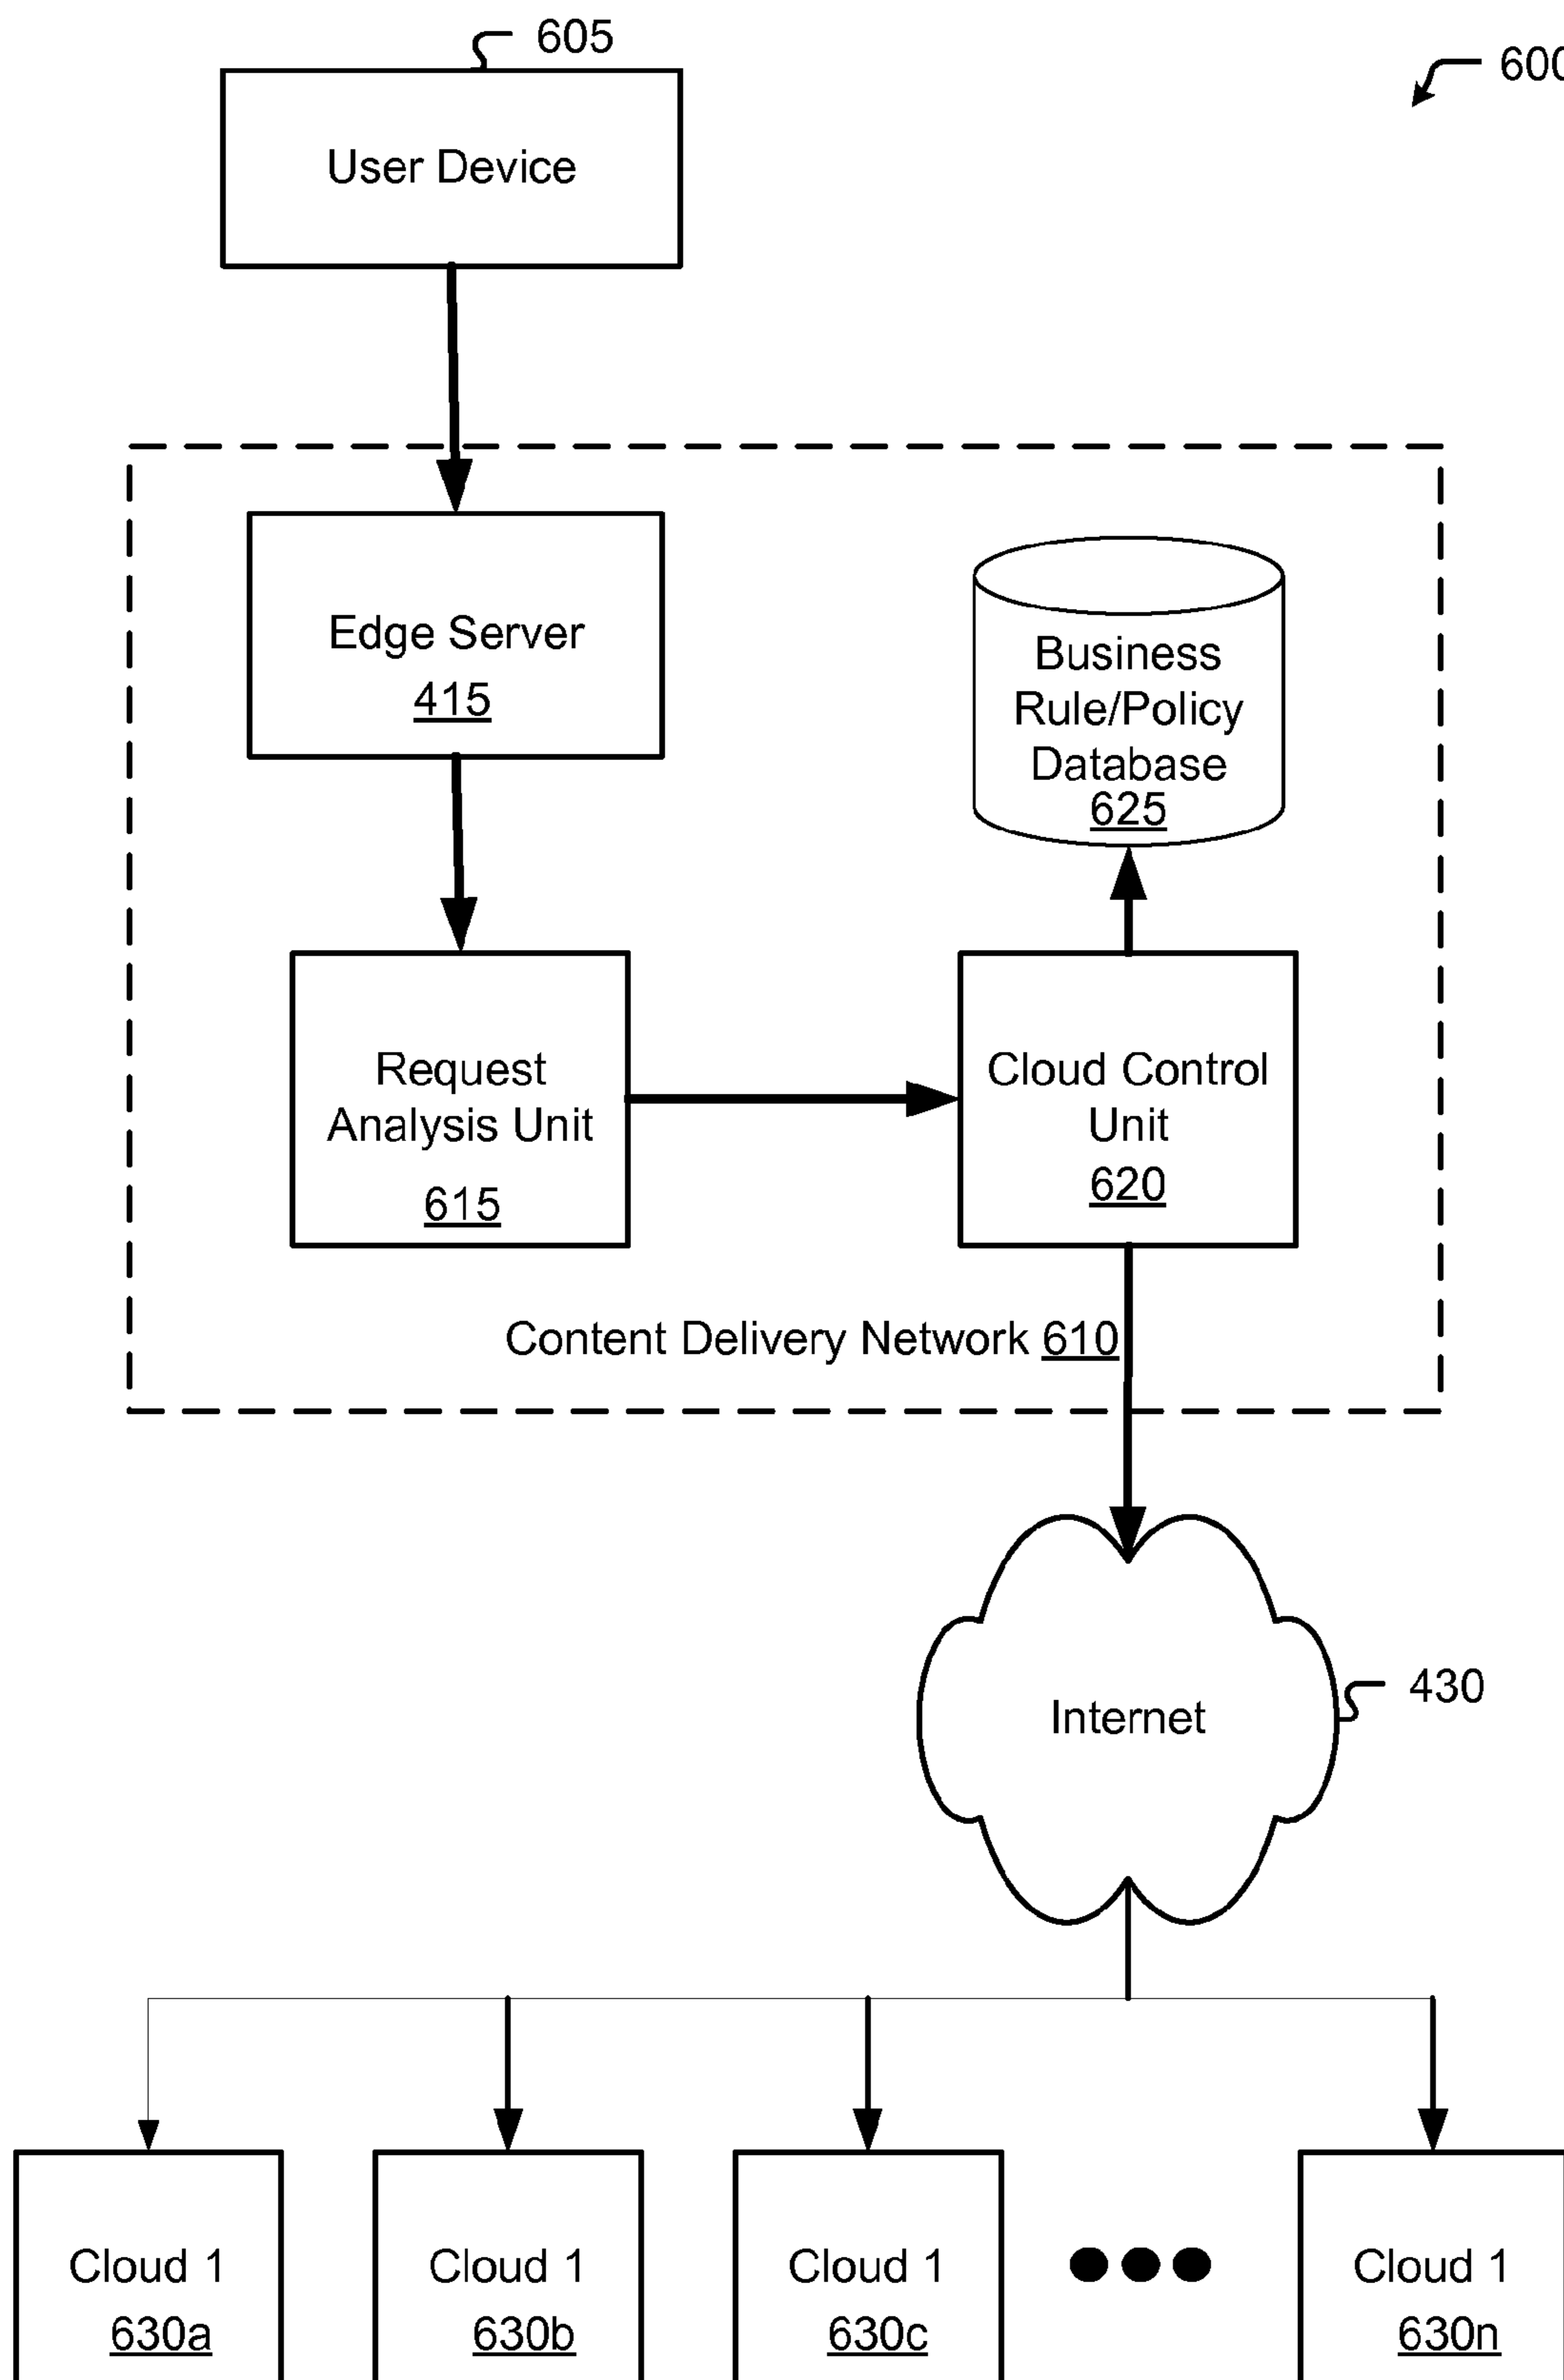 605
600
User Device
Edge Server
415
Business
Rule/Policy
Database
625
Request
Analysis Unit
615
Cloud Control
Unit
620
Content Delivery Network 610
Internet
430
Cloud 1
630a
Cloud 1
630b
Cloud 1
630c
Cloud 1
630n